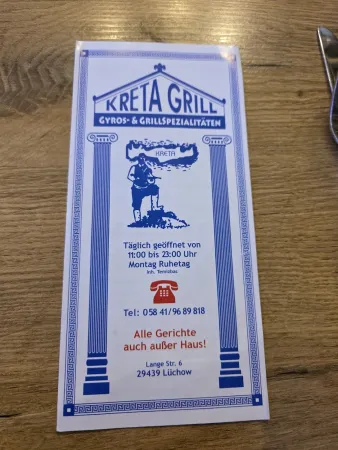 KRETA GRILL
GYROS- & GRILLSPEZIALITÄTEN
KRETA
Täglich geöffnet von
11:00 bis 23:00 Uhr
Montag Ruhetag
Tel: 0 58 41/96 89 818
Alle Gerichte
auch außer Haus!
Lange Str. 6
29439 Lüchow